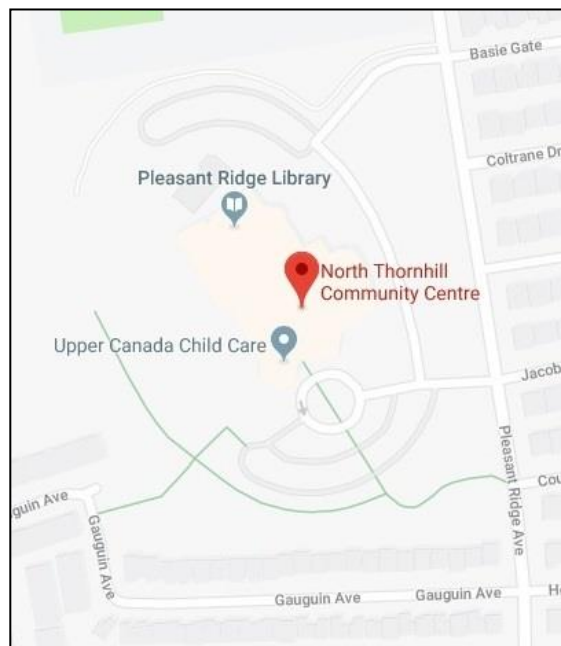 Basie Gate
Coltrane Dr
Pleasant Ridge Library
North Thornhill
Community Centre
Upper Canada Child Care
Jacob
Pleasant Ridge Ave
Cou
guin Ave
Gauguin Ave
Gauguin Ave
Gauguin Ave
H